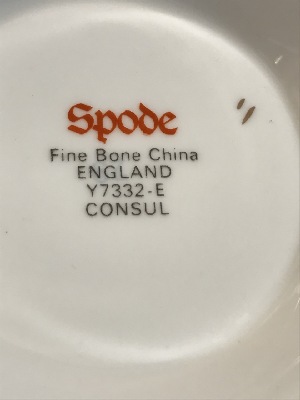 Spode
Fine Bone China
ENGLAND
Y7332-E
CONSUL